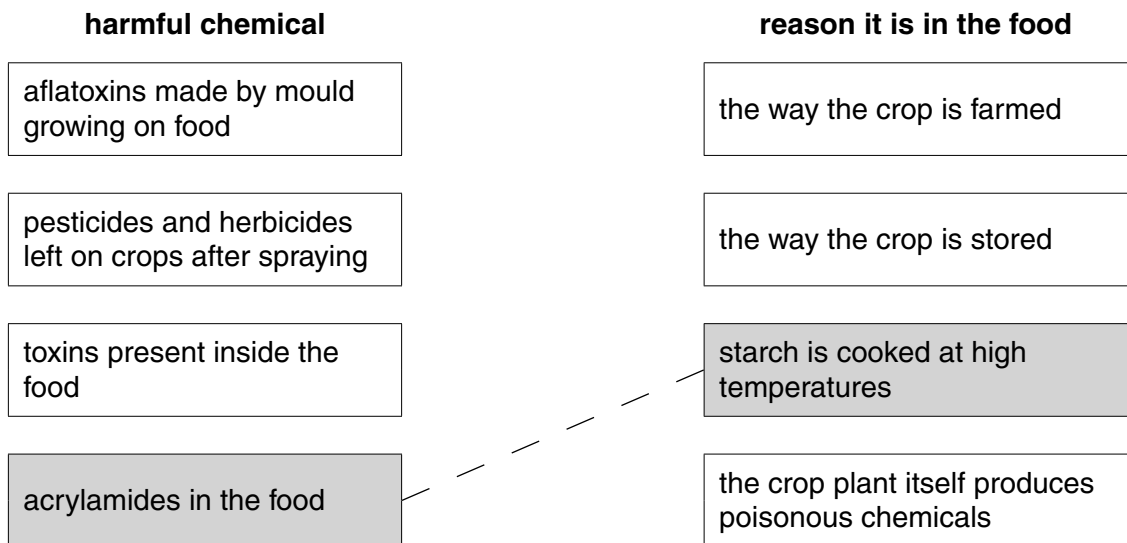 harmful chemical
reason it is in the food
aflatoxins made by mould
growing on food
the way the crop is farmed
pesticides and herbicides
left on crops after spraying
the way the crop is stored
toxins present inside the
food
starch is cooked at high
temperatures
acrylamides in the food
the crop plant itself produces
poisonous chemicals